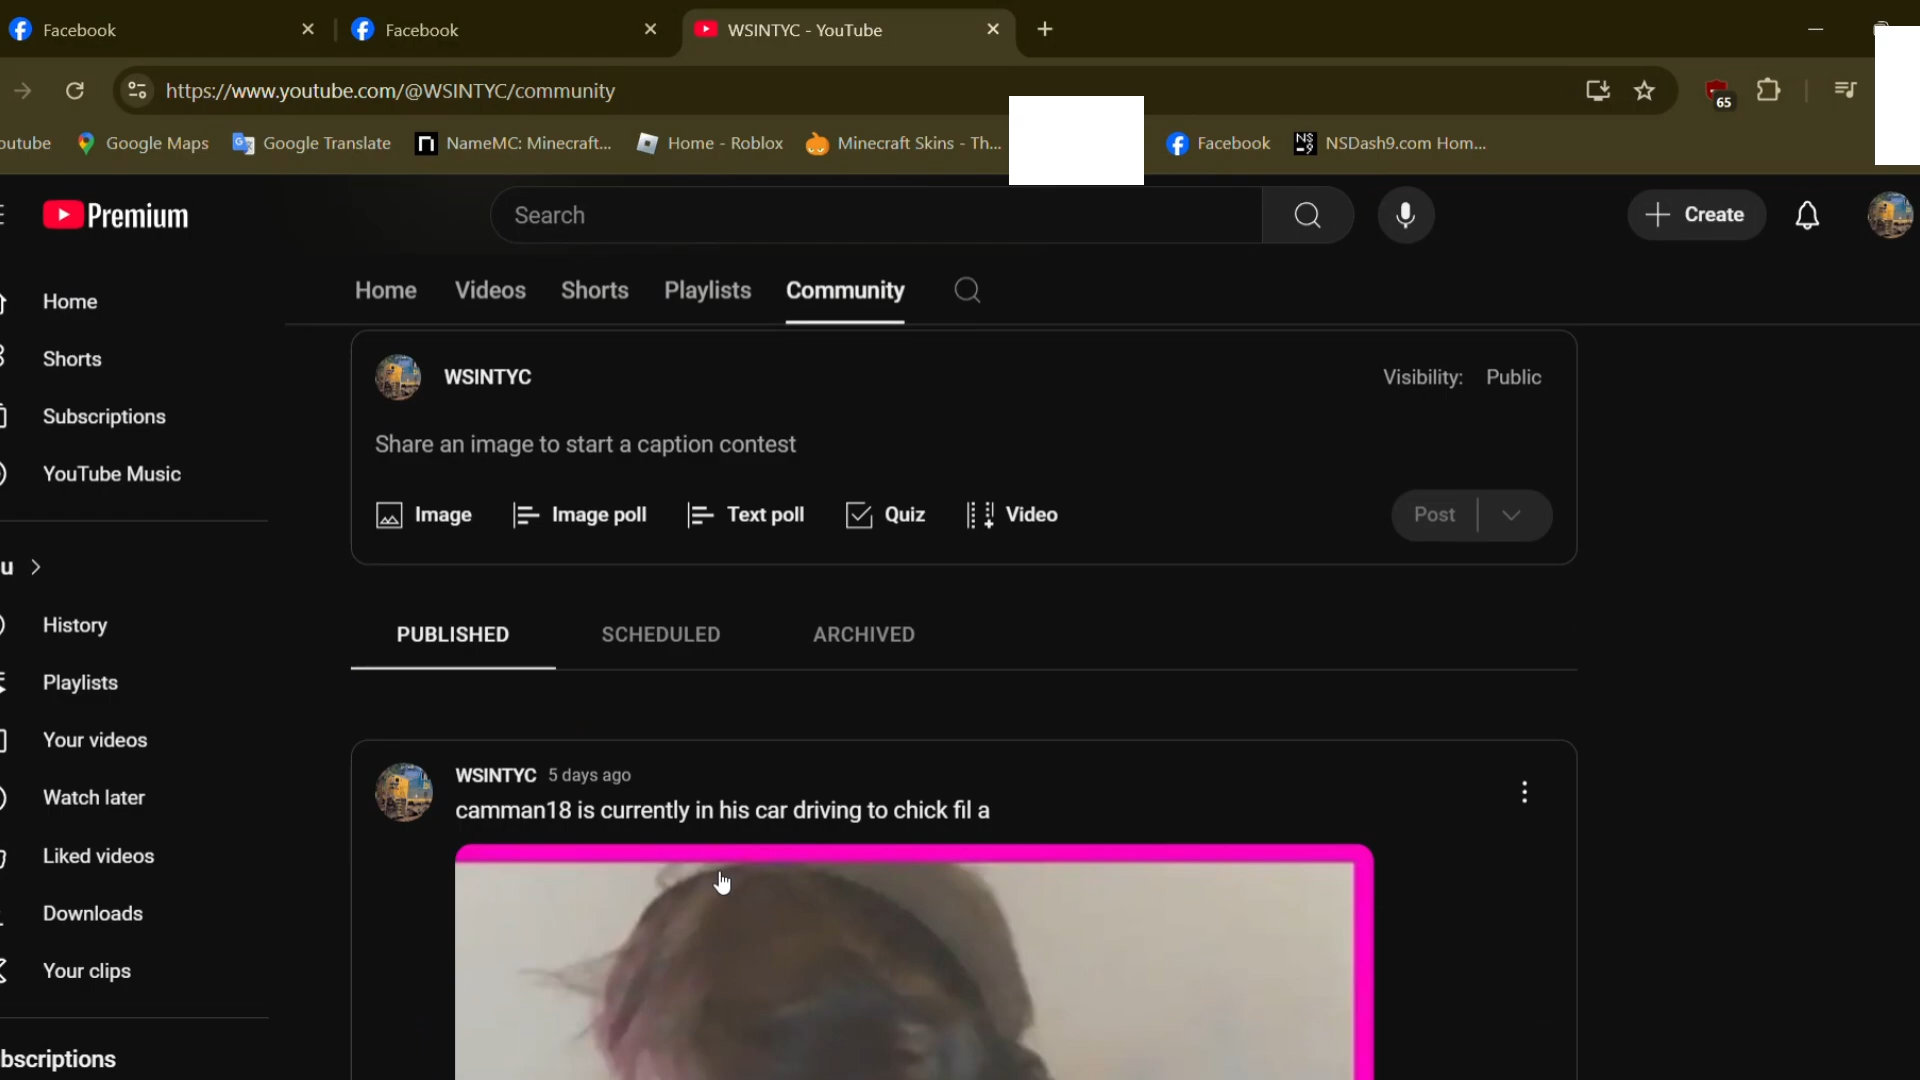 Facebook
Facebook
WSINTYC - YouTube
https://www.youtube.com/@WSINTYC/community
65
outube
Google Maps
Google Translate
NameMC: Minecraft...
Home - Roblox
Minecraft Skins - Th...
Facebook
NS
-9
NSDash9.com Hom...
Premium
Search
Create
Home
Videos
Shorts
Playlists
Community
Home
Shorts
Subscriptions
YouTube Music
u
History
Playlists
Your videos
Watch later
Liked videos
Downloads
Your clips
bscriptions
WSINTYC
Visibility: Public
Share an image to start a caption contest
Image
Image poll
Text poll
Quiz
Video
Post
PUBLISHED
SCHEDULED
ARCHIVED
WSINTYC 5 days ago
camman18 is currently in his car driving to chick fil a